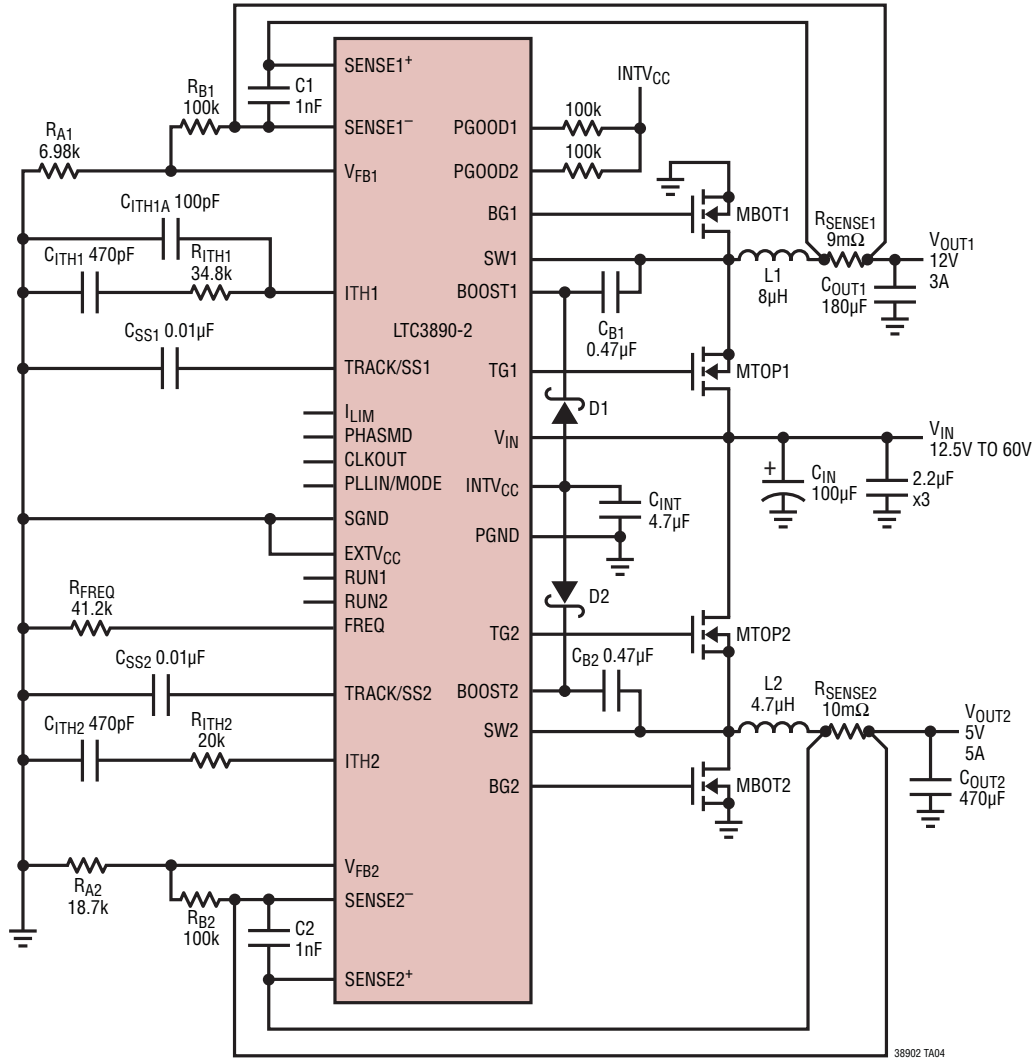 SENSE1+
INTVCC
RB1
100k
C1
1nF
100k
SENSE1–
PGOOD1
RA1
6.98k
100k
VFB1
PGOOD2
CITH1A 100pF
BG1
MBOT1
RSENSE1
9mΩ
CITH1 470pF
RITH1
34.8k
SW1
VOUT1
12V
3A
L1
8µH
COUT1
180µF
ITH1
BOOST1
LTC3890-2
CB1
0.47µF
CSS1 0.01µF
TRACK/SS1
TG1
MTOP1
D1
ILIM
PHASMD
VIN
VIN
12.5V TO 60V
CLKOUT
PLLIN/MODE
INTVCC
+
CIN
100µF
2.2µF
x3
CINT
4.7µF
SGND
PGND
EXTVCC
RUN1
RUN2
D2
RFREQ
41.2k
FREQ
TG2
MTOP2
CSS2 0.01µF
CB2 0.47µF
TRACK/SS2
BOOST2
L2
4.7µH
RSENSE2
10mΩ
CITH2 470pF
RITH2
20k
SW2
VOUT2
5V
5A
ITH2
BG2
MBOT2
COUT2
470µF
VFB2
RA2
18.7k
SENSE2–
RB2
100k
C2
1nF
SENSE2+
38902 TA04